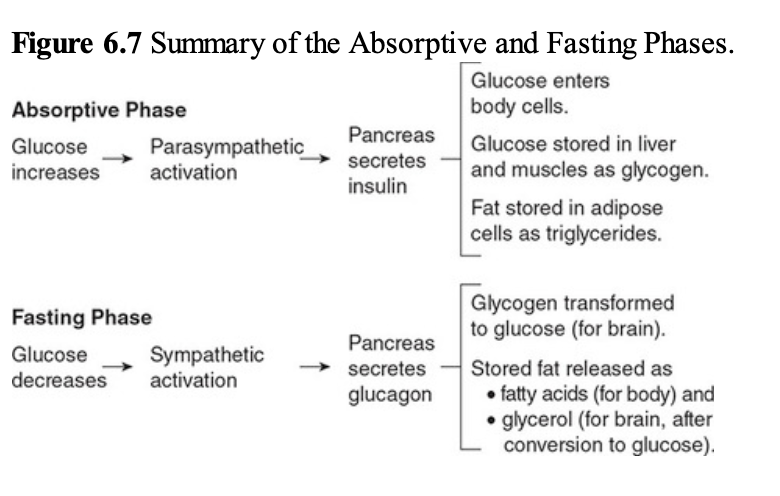 Figure 6.7 Summary of the Absorptive and Fasting Phases.
Absorptive Phase
Glucose
increases
Parasympathetic
activation
Pancreas
secretes
insulin
Glucose enters
body cells.
Glucose stored in liver
and muscles as glycogen.
Fat stored in adipose
cells as triglycerides.
Fasting Phase
Glucose
decreases
Sympathetic
activation
Pancreas
secretes
glucagon
Glycogen transformed
to glucose (for brain).
Stored fat released as
• fatty acids (for body) and
• glycerol (for brain, after
conversion to glucose).